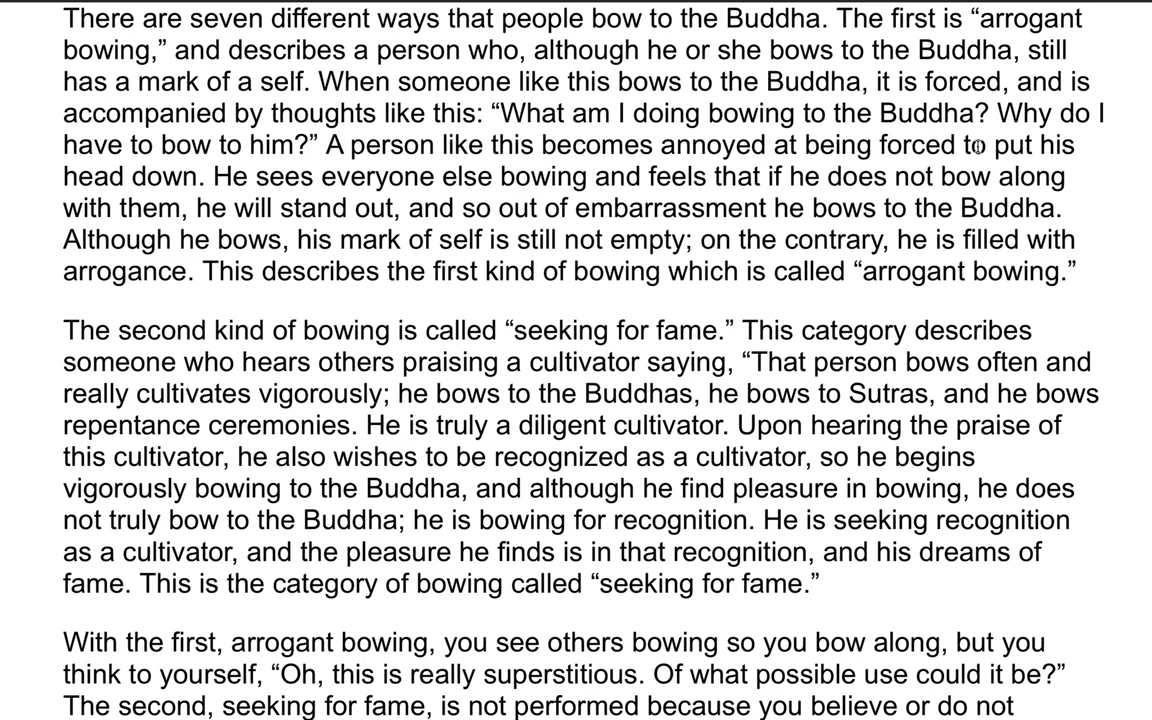 There are seven different ways that people bow to the Buddha. The first is “arrogant
bowing,” and describes a person who, although he or she bows to the Buddha, still
has a mark of a self. When someone like this bows to the Buddha, it is forced, and is
accompanied by thoughts like this: “What am I doing bowing to the Buddha? Why do I
have to bow to him?” A person like this becomes annoyed at being forced to put his
head down. He sees everyone else bowing and feels that if he does not bow along
with them, he will stand out, and so out of embarrassment he bows to the Buddha.
Although he bows, his mark of self is still not empty; on the contrary, he is filled with
arrogance. This describes the first kind of bowing which is called “arrogant bowing.”
The second kind of bowing is called “seeking for fame.” This category describes
someone who hears others praising a cultivator saying, “That person bows often and
really cultivates vigorously; he bows to the Buddhas, he bows to Sutras, and he bows
repentance ceremonies. He is truly a diligent cultivator. Upon hearing the praise of
this cultivator, he also wishes to be recognized as a cultivator, so he begins
vigorously bowing to the Buddha, and although he find pleasure in bowing, he does
not truly bow to the Buddha; he is bowing for recognition. He is seeking recognition
as a cultivator, and the pleasure he finds is in that recognition, and his dreams of
fame. This is the category of bowing called “seeking for fame.”
With the first, arrogant bowing, you see others bowing so you bow along, but you
think to yourself, “Oh, this is really superstitious. Of what possible use could it be?”
The second, seeking for fame, is not performed because you believe or do not